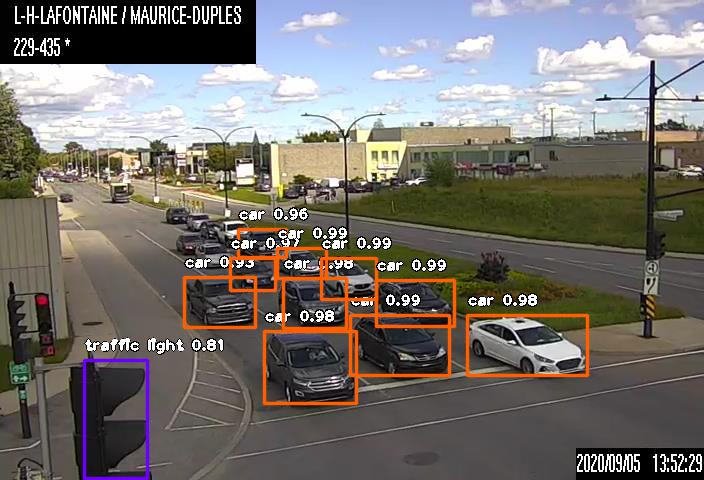 L-H-LAFONTAINE / MAURICE-DUPLES
229-435 *
car 0.96
car 0.99
car 0.97
car 0.99
car 0.93
car 0.98
car 0.99
car 0.99
car 0.98
car 0.98
traffic light 0.81
2020/09/05 13:52:29